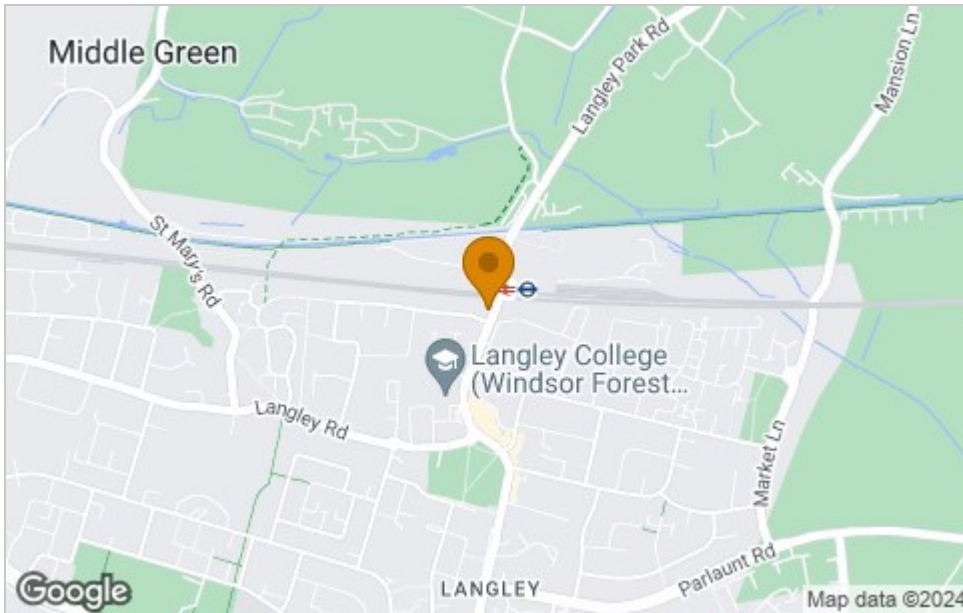 Middle Green
Langley Park Rd
Mansion Ln
St Mary's Rd
Langley College
(Windsor Forest...
Langley Rd
Market Ln
LANGLEY
Parlaunt Rd
Google
Map data ©2024